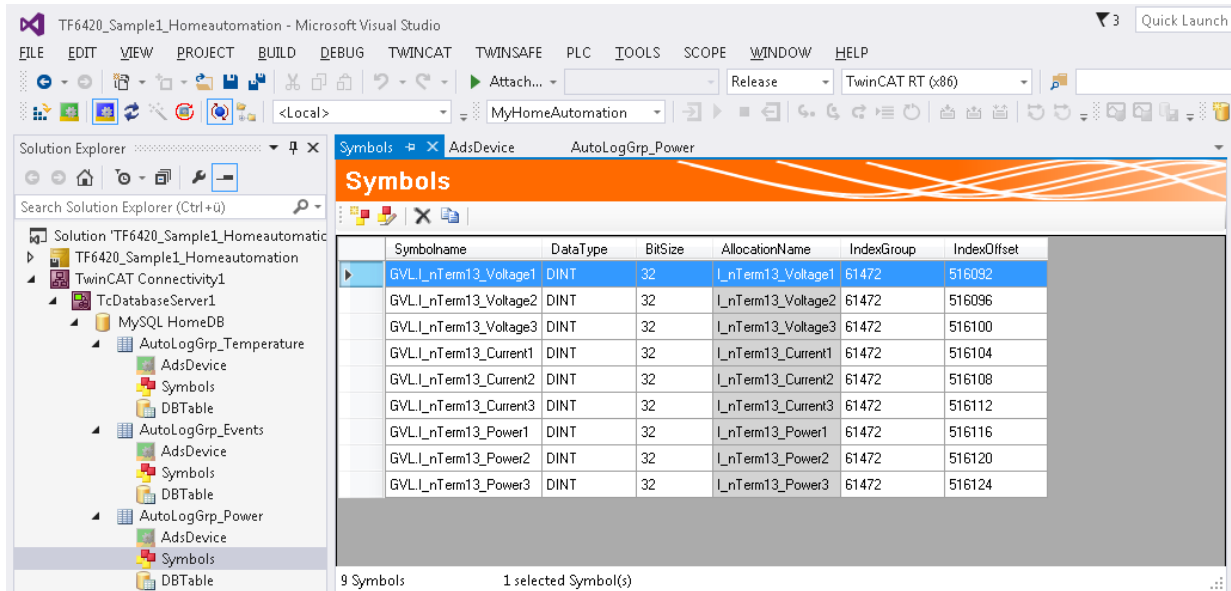 TF6420_Sample1_Homeautomation - Microsoft Visual Studio
3
Quick Launch
FILE EDIT VIEW PROJECT BUILD DEBUG TWINCAT TWINSAFE PLC TOOLS SCOPE WINDOW HELP
Attach... Release TwinCAT RT (x86)
<Local> MyHomeAutomation
Solution Explorer
Symbols AdsDevice AutoLogGrp_Power
Symbols
Search Solution Explorer (Ctrl+ü)
Solution 'TF6420_Sample1_Homeautomatic
TF6420_Sample1_Homeautomation
TwinCAT Connectivity1
TcDatabaseServer1
MySQL HomeDB
AutoLogGrp_Temperature
AdsDevice
Symbols
DBTable
AutoLogGrp_Events
AdsDevice
Symbols
DBTable
AutoLogGrp_Power
AdsDevice
Symbols
DBTable
Symbolname DataType BitSize AllocationName IndexGroup IndexOffset
GVL.I_nTerm13_Voltage1 DINT 32 I_nTerm13_Voltage1 61472 516092
GVL.I_nTerm13_Voltage2 DINT 32 I_nTerm13_Voltage2 61472 516096
GVL.I_nTerm13_Voltage3 DINT 32 I_nTerm13_Voltage3 61472 516100
GVL.I_nTerm13_Current1 DINT 32 I_nTerm13_Current1 61472 516104
GVL.I_nTerm13_Current2 DINT 32 I_nTerm13_Current2 61472 516108
GVL.I_nTerm13_Current3 DINT 32 I_nTerm13_Current3 61472 516112
GVL.I_nTerm13_Power1 DINT 32 I_nTerm13_Power1 61472 516116
GVL.I_nTerm13_Power2 DINT 32 I_nTerm13_Power2 61472 516120
GVL.I_nTerm13_Power3 DINT 32 I_nTerm13_Power3 61472 516124
9 Symbols 1 selected Symbol(s)